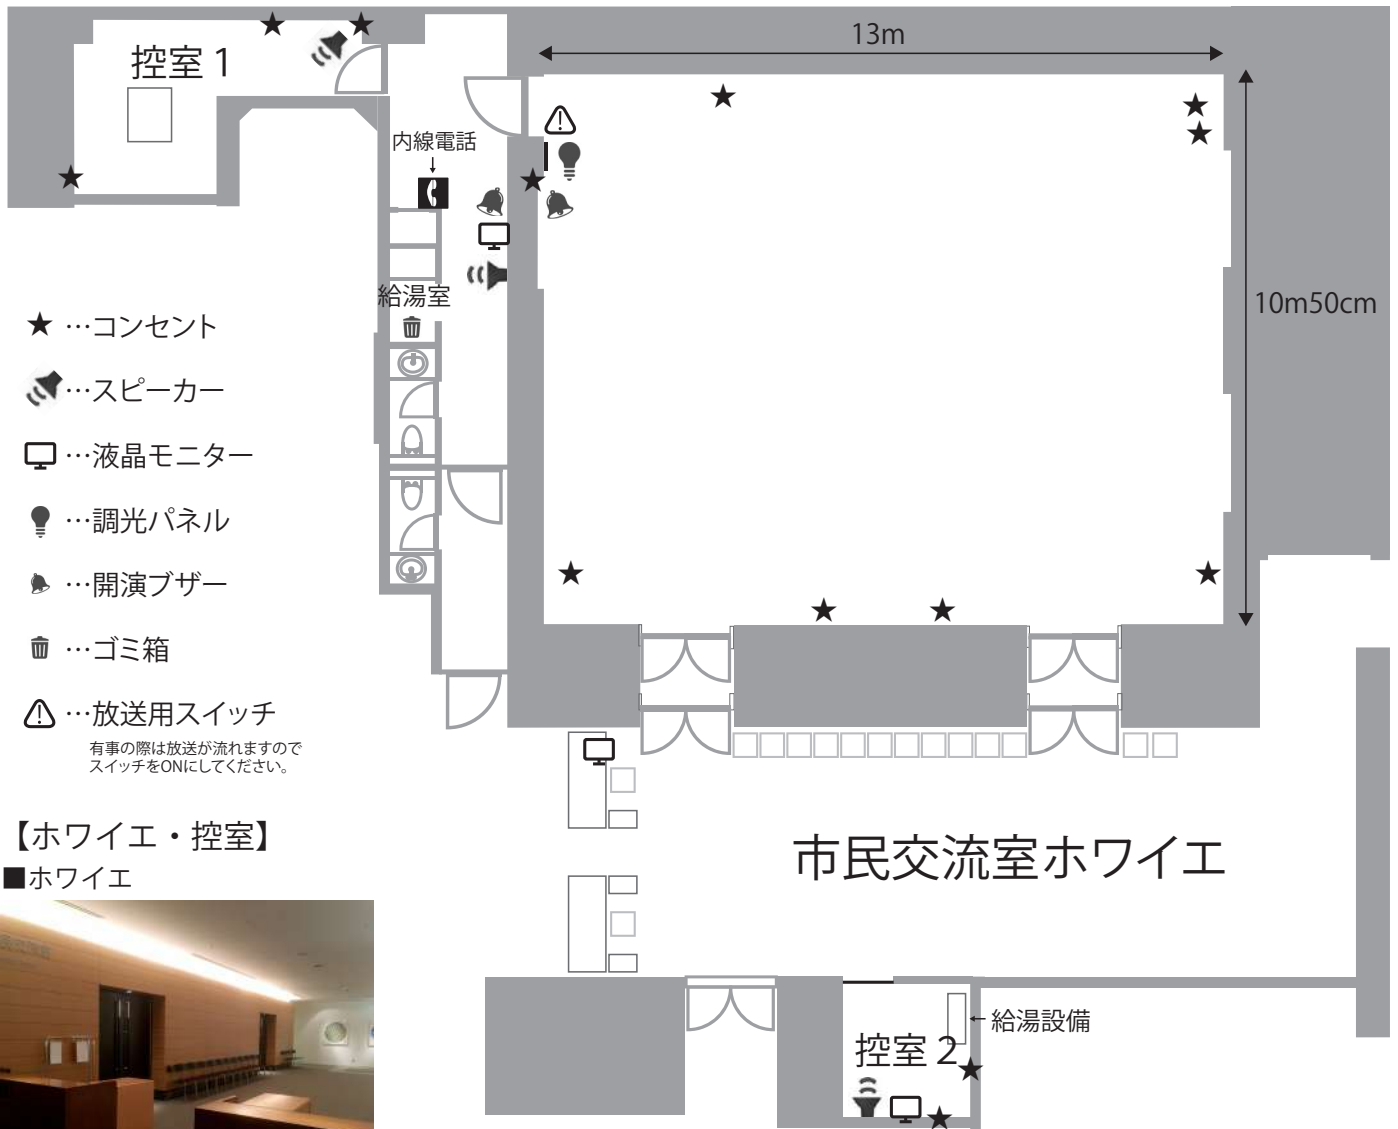 13m
控室 1
内線電話
10m50cm
給湯室
★ …コンセント
…スピーカー
…液晶モニター
…調光パネル
…開演ブザー
…ゴミ箱
…放送用スイッチ
有事の際は放送が流れますので
スイッチをONにしてください。
【ホワイエ・控室】
■ホワイエ
市民交流室ホワイエ
給湯設備
控室 2